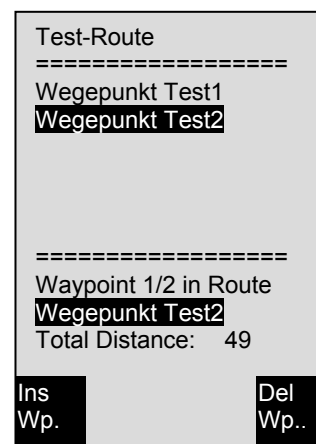 Test-Route
==================
Wegepunkt Test1
Wegepunkt Test2
==================
Waypoint 1/2 in Route
Wegepunkt Test2
Total Distance: 49
Ins Del
Wp. Wp..